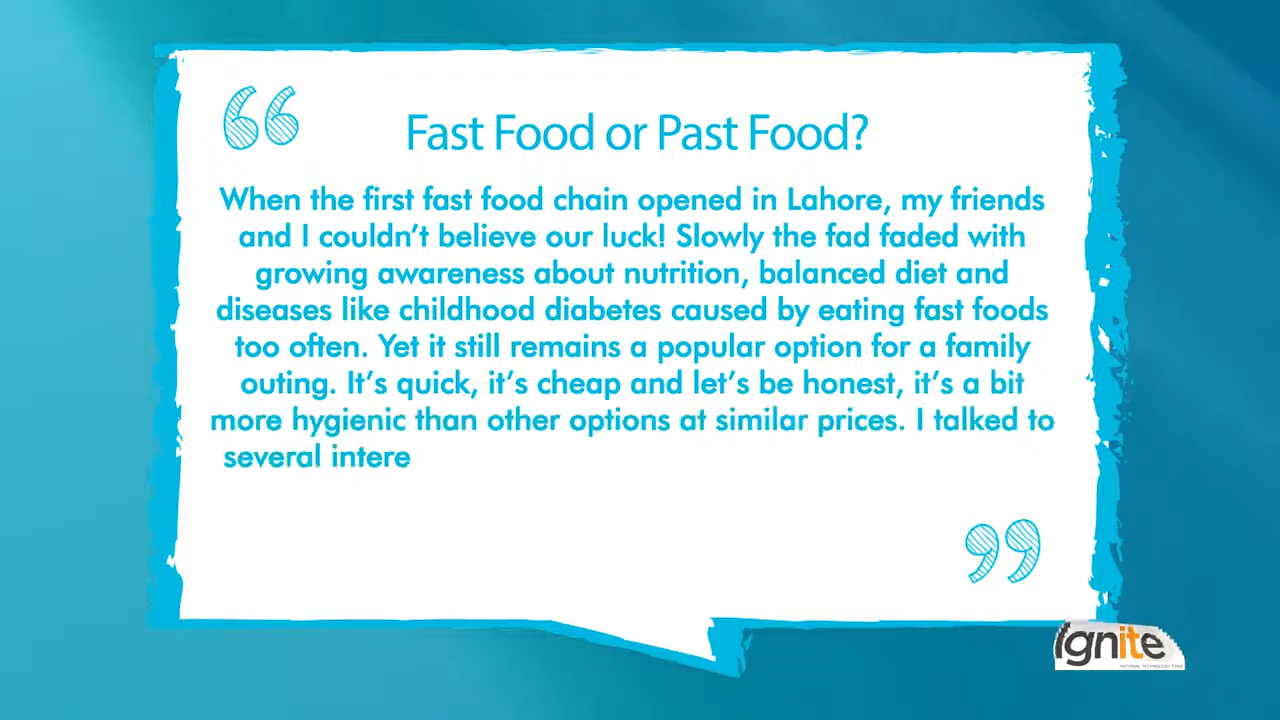 Fast Food or Past Food?
When the first fast food chain opened in Lahore, my friends
and I couldn't believe our luck! Slowly the fad faded with
growing awareness about nutrition, balanced diet and
diseases like childhood diabetes caused by eating fast foods
too often. Yet it still remains a popular option for a family
outing. It's quick, it's cheap and let's be honest, it's a bit
more hygienic than other options at similar prices. I talked to
several intere
Ignite
NATIONAL TECHNOLOGY FUND